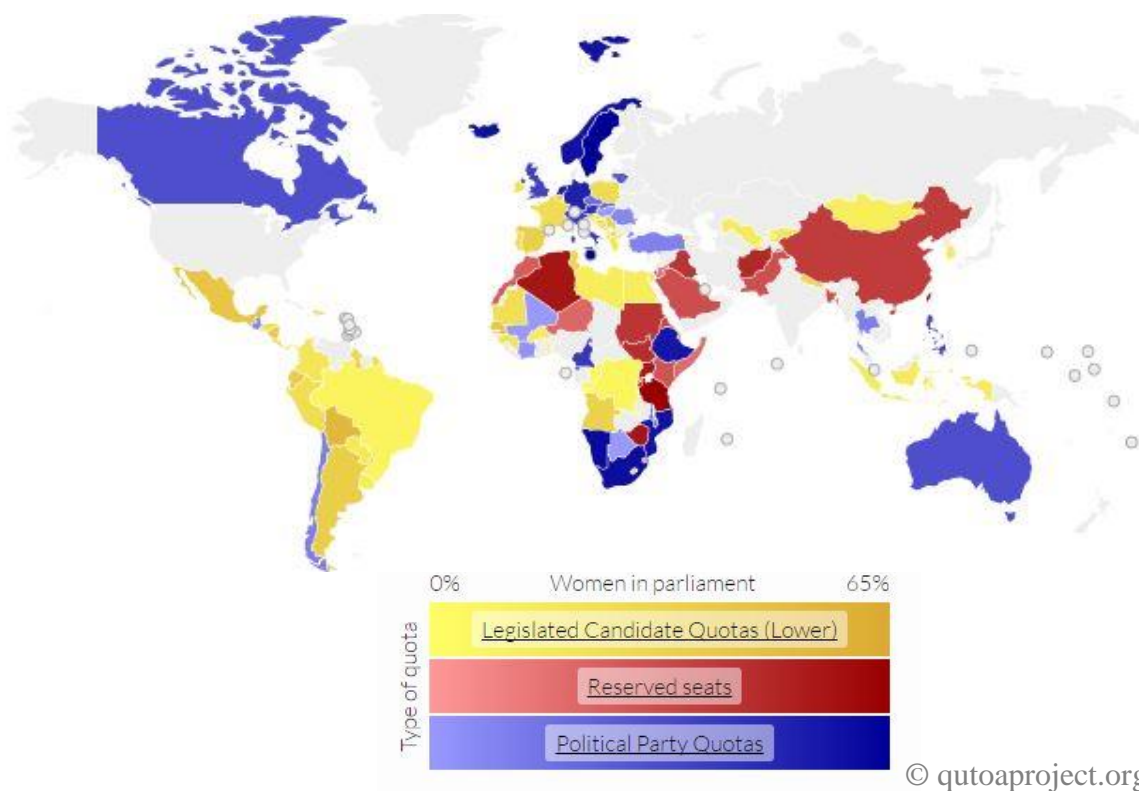 0% Women in parliament 65%
Type of quota
Legislated Candidate Quotas (Lower)
Reserved seats
Political Party Quotas
© qutoaproject.org